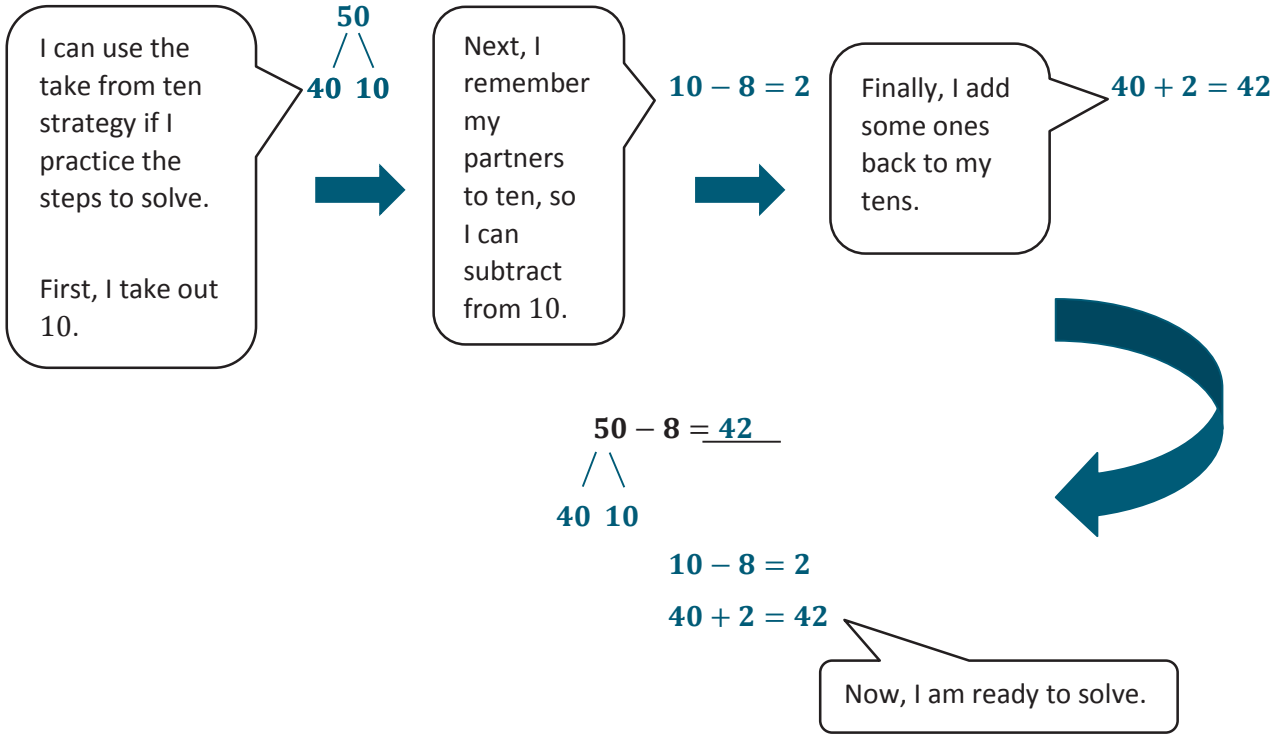 I can use the
take from ten
strategy if I
practice the
steps to solve.
First, I take out
10.
50
40 10
Next, I
remember
my
partners
to ten, so
I can
subtract
from 10.
10 − 8 = 2
Finally, I add
some ones
back to my
tens.
40 + 2 = 42
50 − 8 = 42
40 10
10 − 8 = 2
40 + 2 = 42
Now, I am ready to solve.